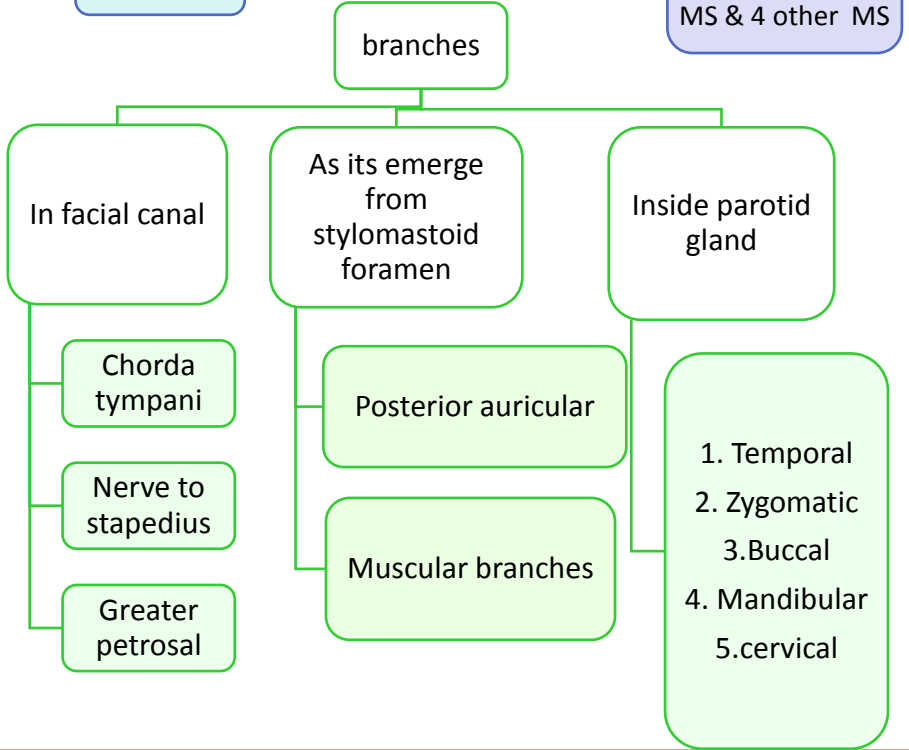 MS & 4 other MS
branches
In facial canal
As its emerge
from
stylomastoid
foramen
Inside parotid
gland
Chorda
tympani
Nerve to
stapedius
Greater
petrosal
Posterior auricular
Muscular branches
1. Temporal
2. Zygomatic
3.Buccal
4. Mandibular
5.cervical